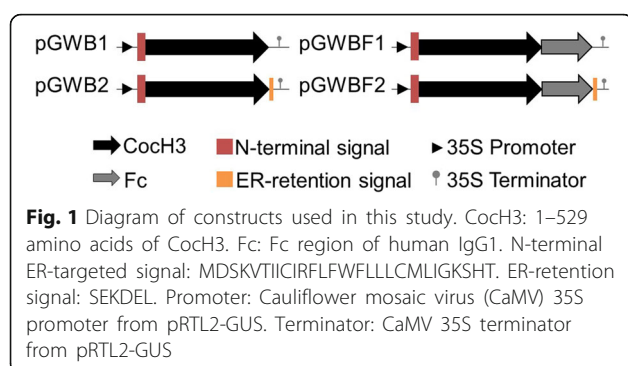 pGWB1 pGWBF1
pGWB2 pGWBF2
CocH3 N-terminal signal 35S Promoter
Fc ER-retention signal 35S Terminator
Fig. 1 Diagram of constructs used in this study. CocH3: 1–529
amino acids of CocH3. Fc: Fc region of human IgG1. N-terminal
ER-targeted signal: MDSKVTIICIRFLFWFLLLCMLIGKSHT. ER-retention
signal: SEKDEL. Promoter: Cauliflower mosaic virus (CaMV) 35S
promoter from pRTL2-GUS. Terminator: CaMV 35S terminator
from pRTL2-GUS